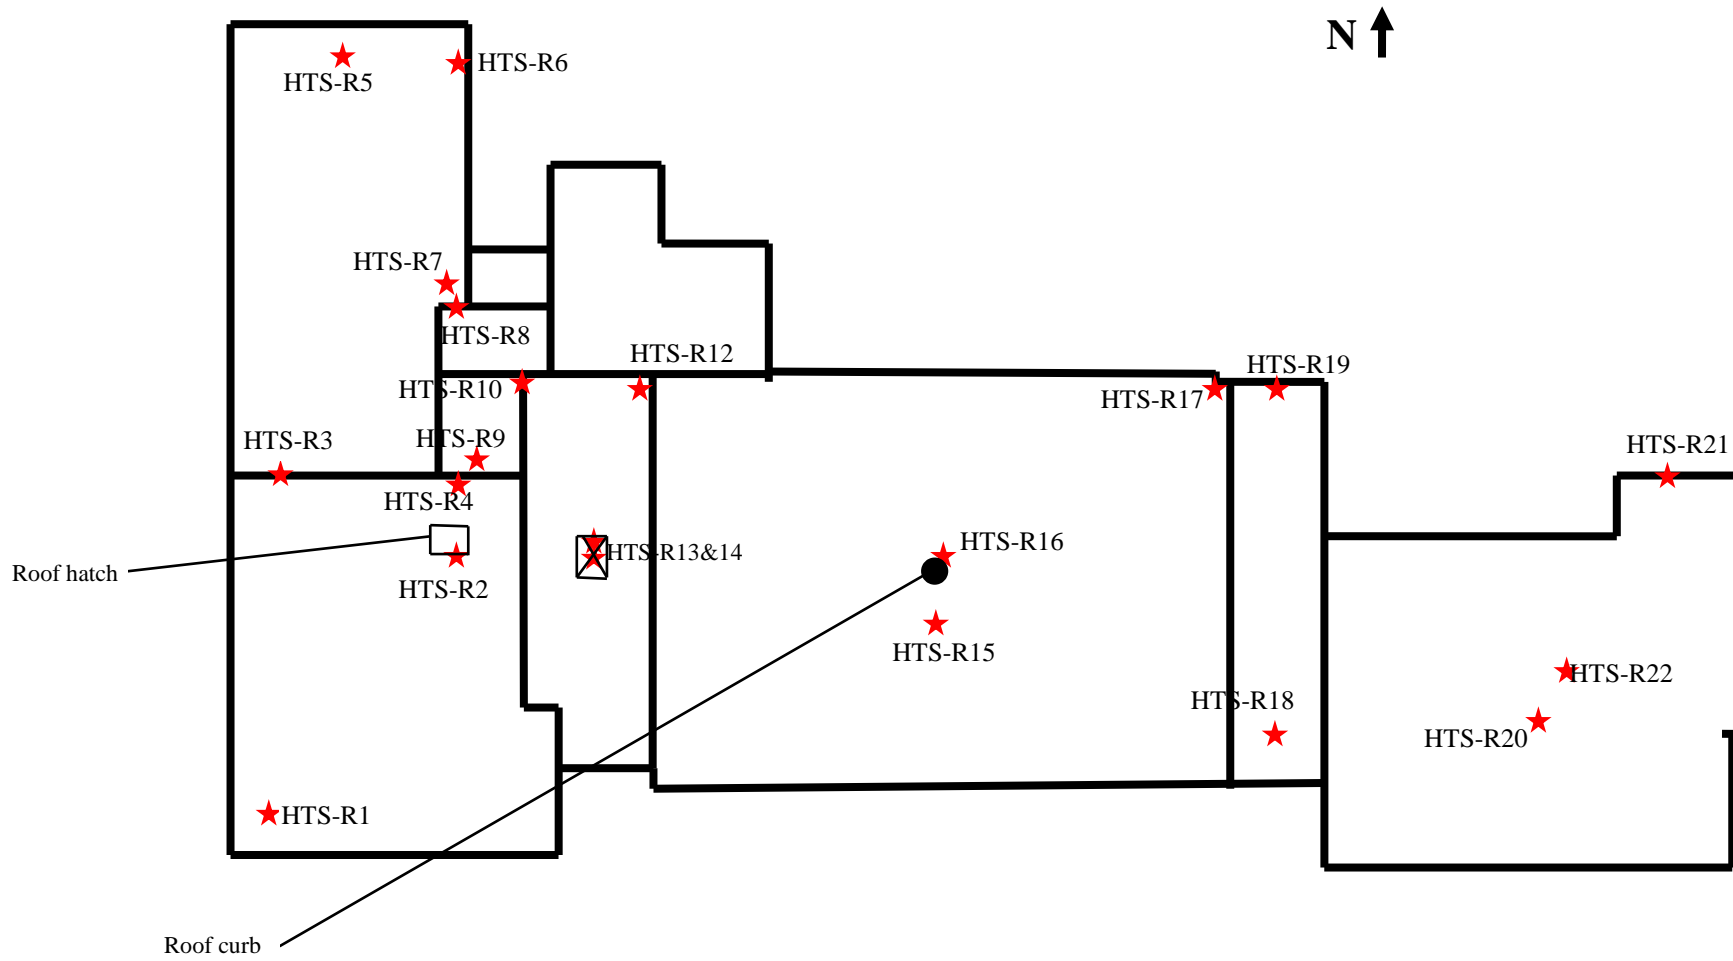 N
HTS-R6
HTS-R5
HTS-R7
HTS-R8
HTS-R12
HTS-R19
HTS-R10
HTS-R17
HTS-R9
HTS-R3
HTS-R21
HTS-R4
HTS-R16
HTS-R13&14
Roof hatch
HTS-R2
HTS-R15
HTS-R22
HTS-R18
HTS-R20
HTS-R1
Roof curb